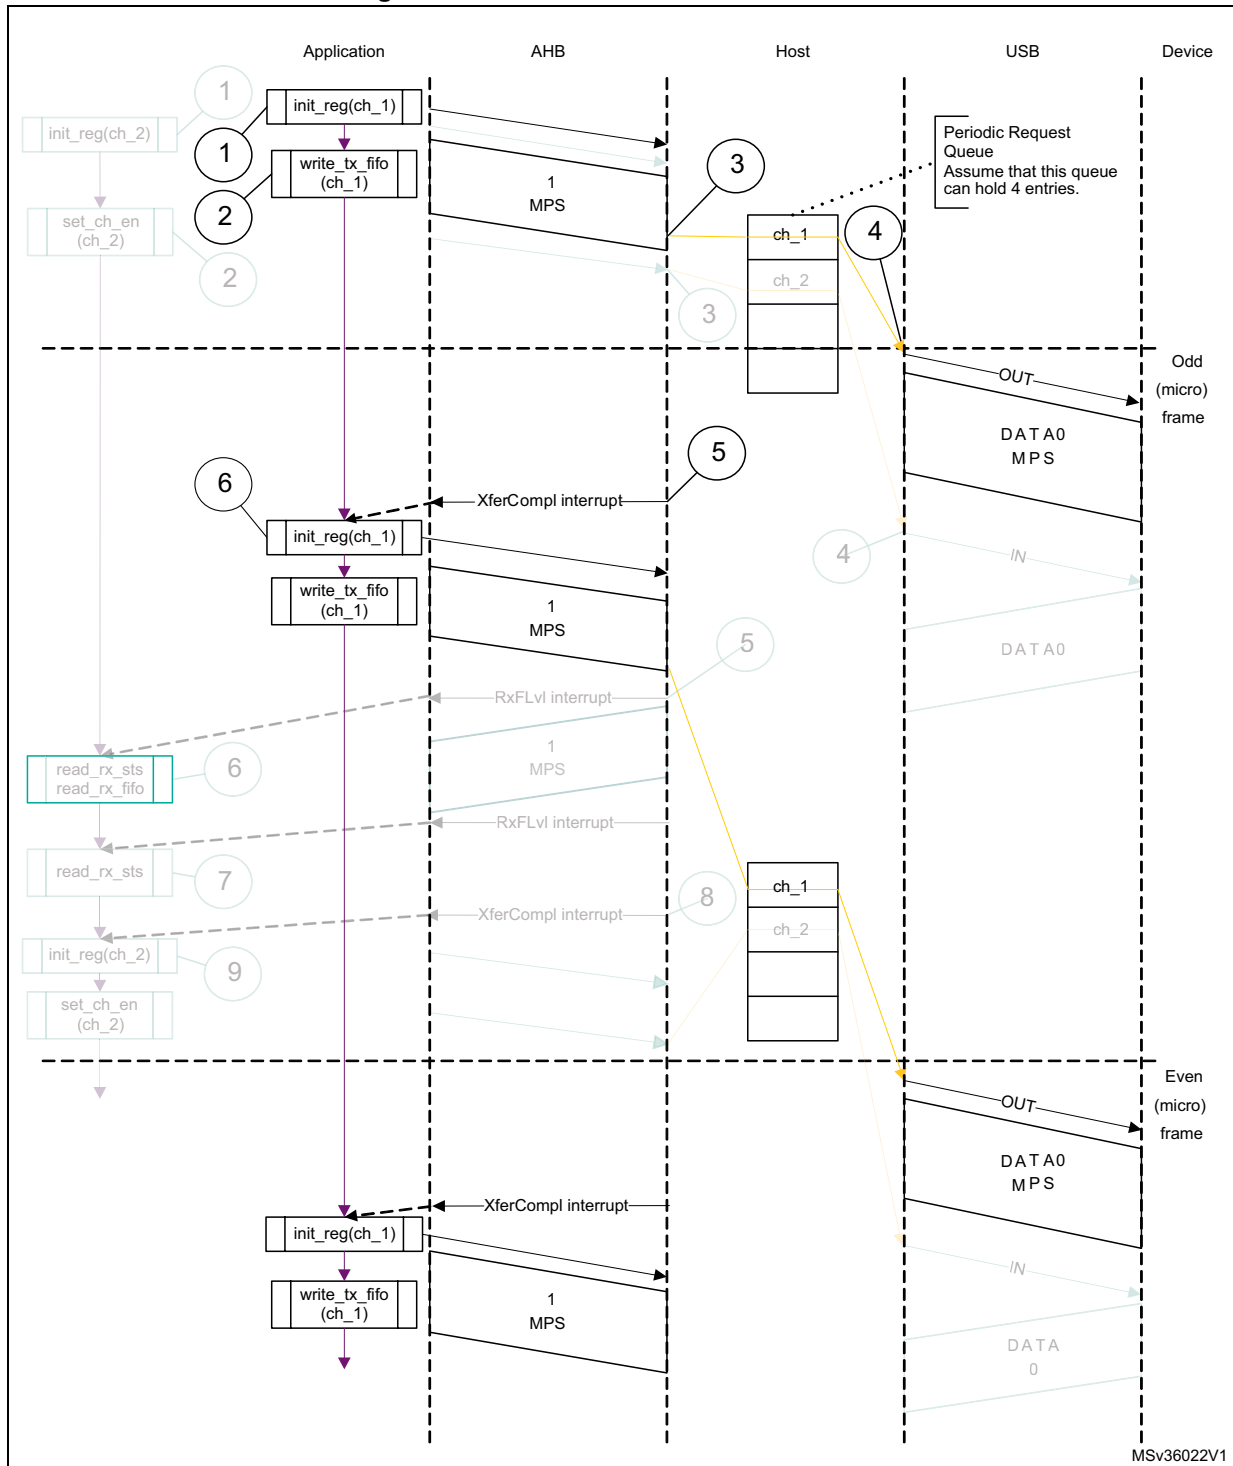 Application
AHB
Host
USB
Device
1
init_reg(ch_1)
init_reg(ch_2)
1
write_tx_fifo
(ch_1)
1
MPS
3
Periodic Request
Queue
Assume that this queue
can hold 4 entries.
2
set_ch_en
(ch_2)
2
ch_1
4
ch_2
3
OUT
Odd
(micro)
frame
DATA0
MPS
5
6
XferCompl interrupt
init_reg(ch_1)
4
IN
write_tx_fifo
(ch_1)
1
MPS
5
DATA0
RxFLvl interrupt
read_rx_sts
read_rx_fifo
6
1
MPS
RxFLvl interrupt
read_rx_sts
7
ch_1
8
XferCompl interrupt
ch_2
init_reg(ch_2)
9
set_ch_en
(ch_2)
Even
(micro)
frame
OUT
DATA0
MPS
XferCompl interrupt
init_reg(ch_1)
IN
write_tx_fifo
(ch_1)
1
MPS
DATA
0
MSv36022V1